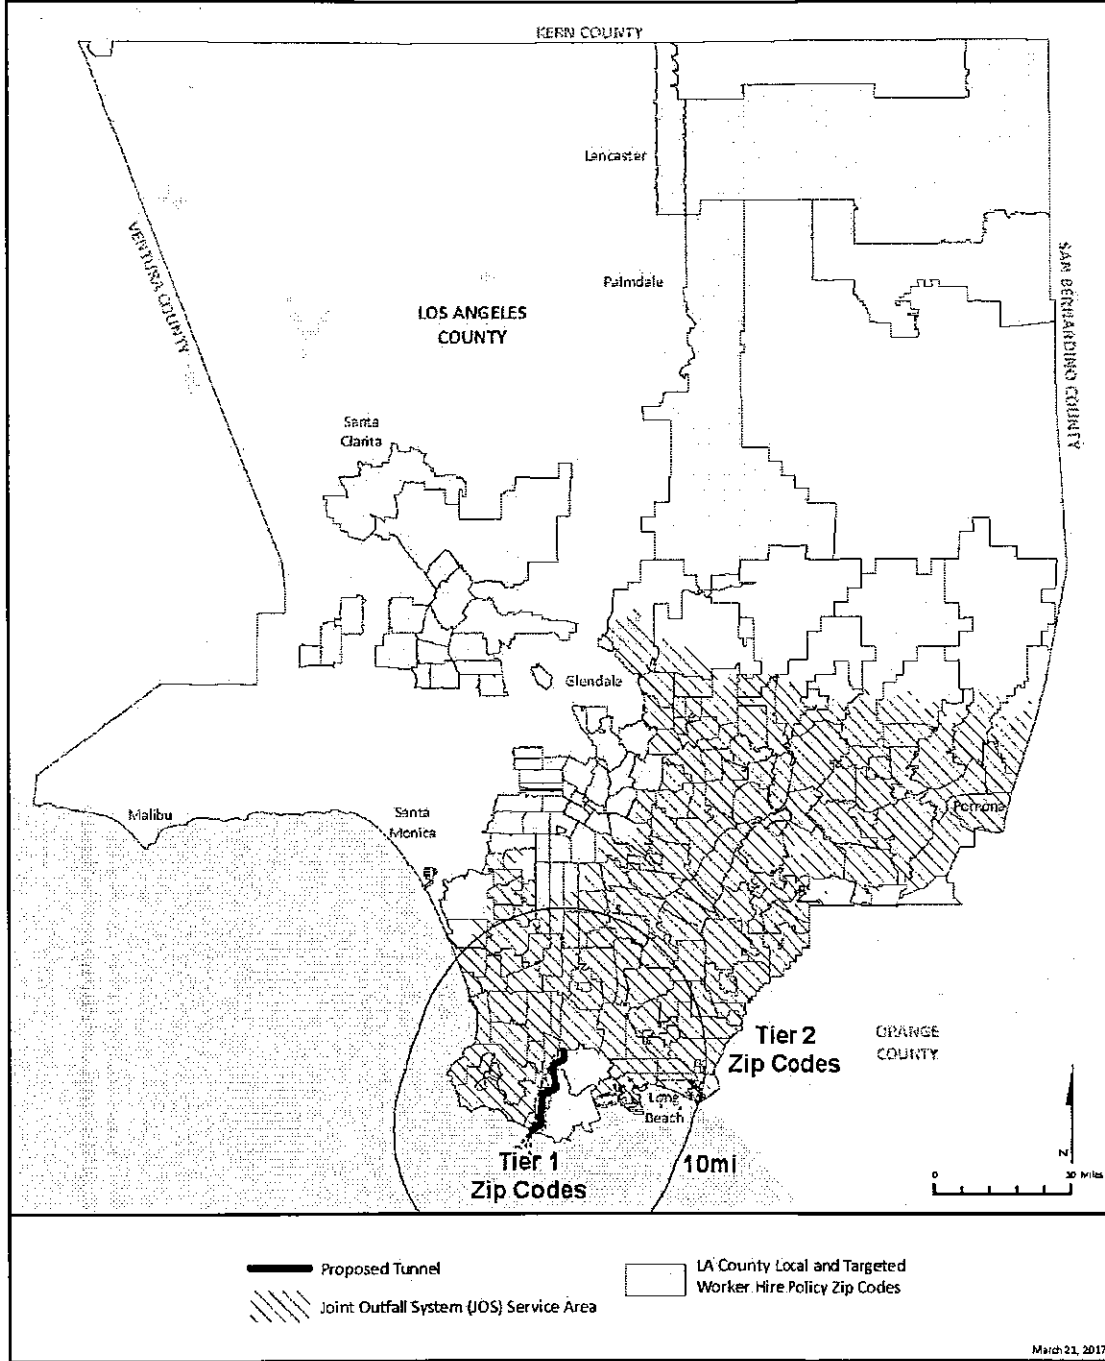 KERN COUNTY
Lancaster
VENTURA COUNTY
SAN BERNARDINO COUNTY
Palmdale
LOS ANGELES
COUNTY
Santa
Clarita
Glendale
Malibu
Santa
Monica
Pomona
Tier 2
Zip Codes
ORANGE
COUNTY
Long
Beach
Tier 1
Zip Codes
10mi
N
0
10 Miles
Proposed Tunnel
Joint Outfall System (JOS) Service Area
LA County Local and Targeted
Worker Hire Policy Zip Codes
March 21, 2017